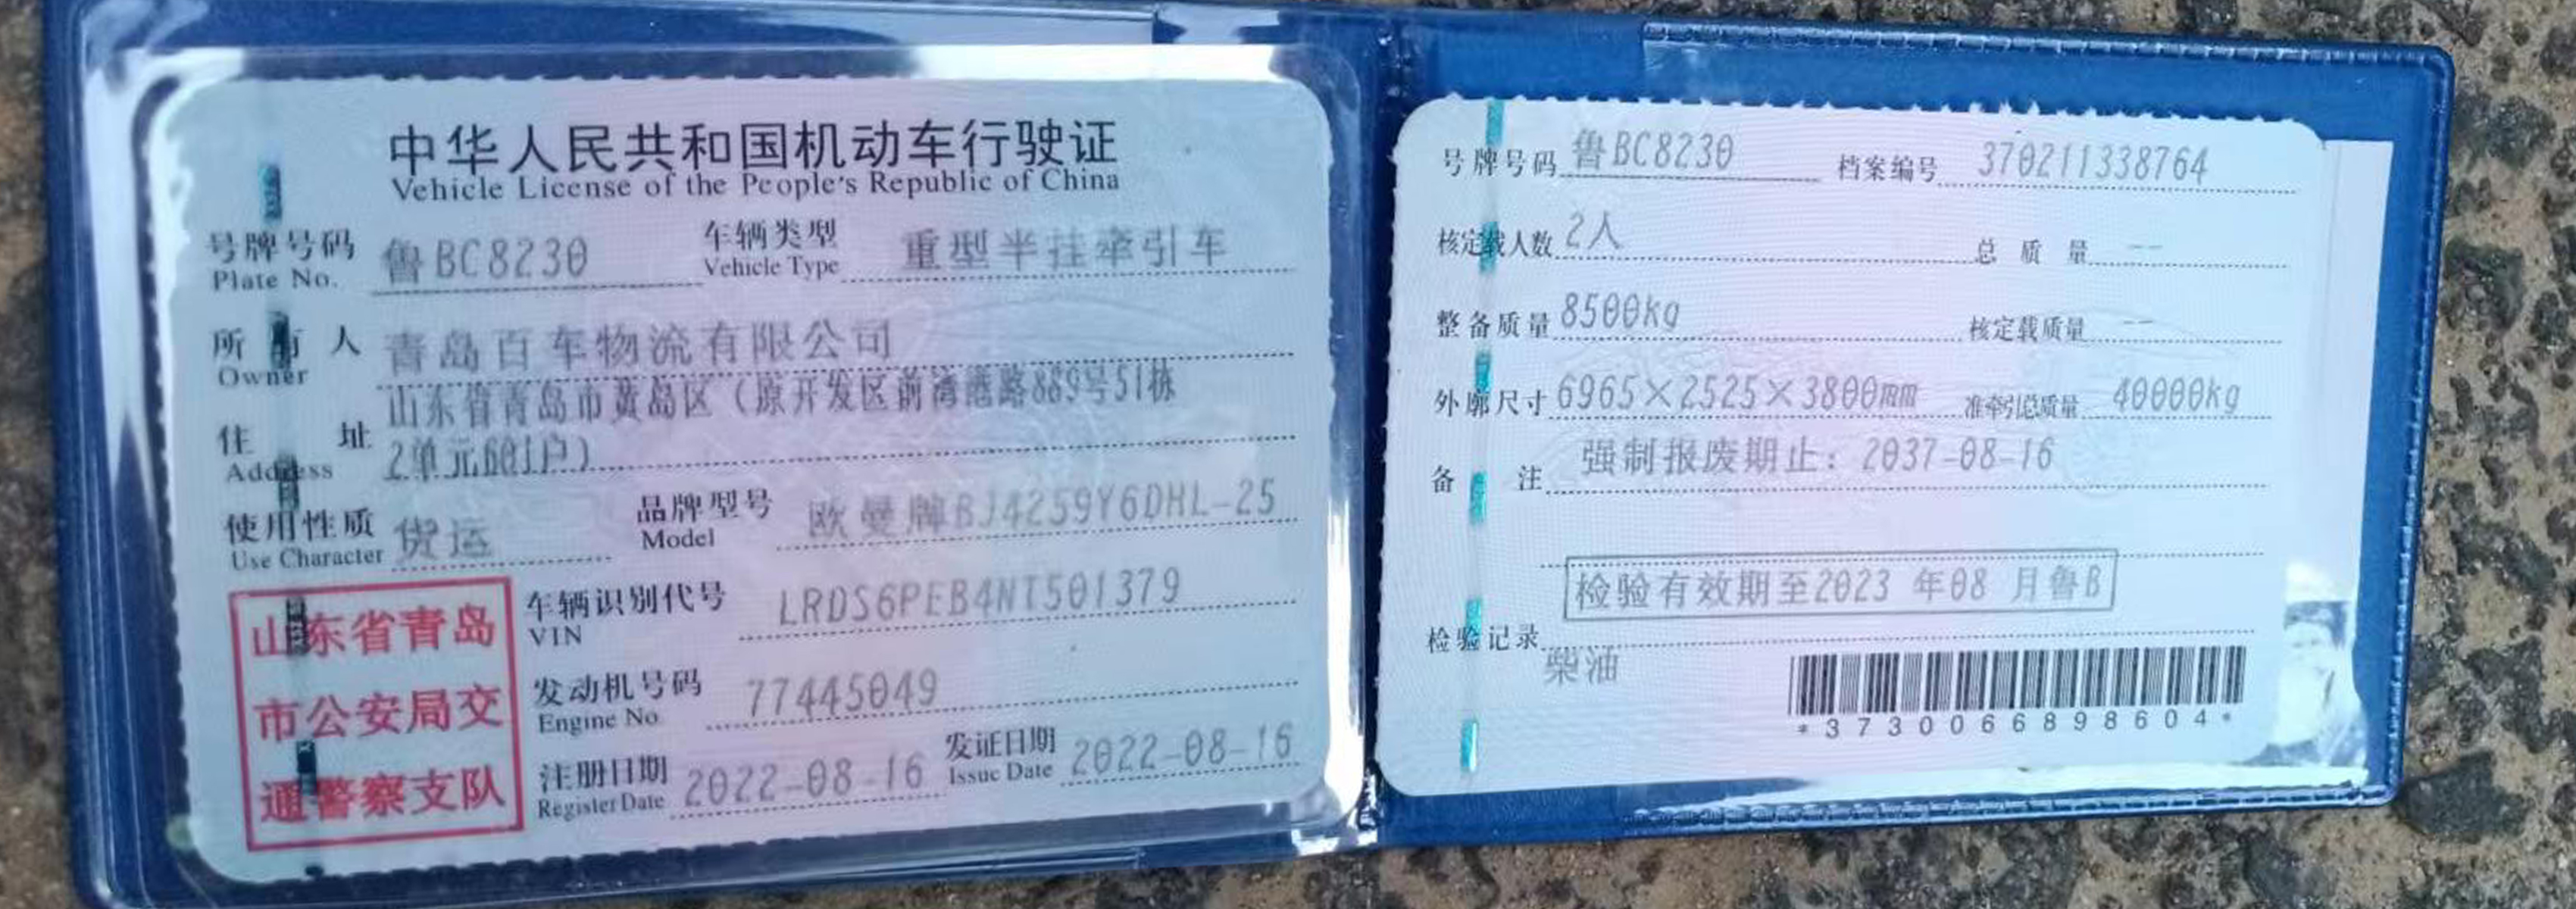 中华人民共和国机动车行驶证
Vehicle License of the People's Republic of China
号牌号码 鲁BC8230 车辆类型 重型半挂牵引车
Plate No. Vehicle Type
所有人 青岛百车物流有限公司
Owner
住址 山东省青岛市黄岛区（原开发区前湾港路889号51栋
Address 2单元601户）
使用性质 货运 品牌型号 欧曼牌BJ4259Y6DHL-25
Use Character Model
山东省青岛
市公安局交
通警察支队
车辆识别代号 LRDS6PEB4NT501379
VIN
发动机号码 77445049
Engine No.
注册日期 2022-08-16 发证日期 2022-08-16
Register Date Issue Date
号牌号码 鲁BC8230 档案编号 370211338764
核定载人数 2人 总质量 --
整备质量 8500kg 核定载质量 --
外廓尺寸 6965×2525×3800mm 准牵引总质量 40000kg
备注 强制报废期止：2037-08-16
检验有效期至2023 年08 月鲁B
检验记录
柴油
*3730066898604*